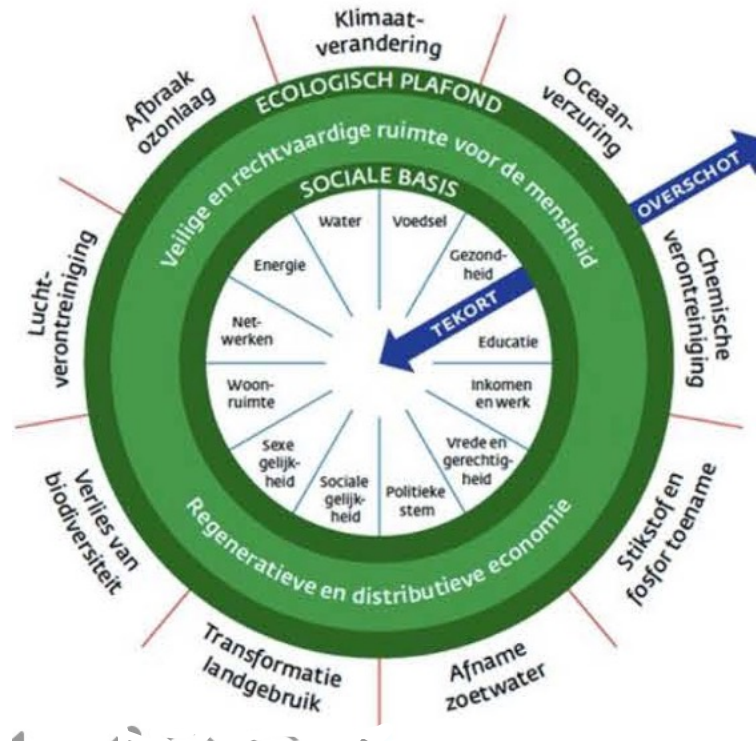 Klimaat-
verandering
Oceaan-
verzuring
Chemische
verontreiniging
Stikstof en
fosfor toename
Afname
zoetwater
Transformatie
landgebruik
Verlies van
biodiversiteit
Lucht-
verontreiniging
Afbraak
ozonlaag
ECOLOGISCH PLAFOND
Veilige en rechtvaardige ruimte voor de mensheid
SOCIALE BASIS
OVERSCHOT
TEKORT
Water
Voedsel
Gezond-
heid
Educatie
Inkomen
en werk
Vrede en
gerechtig-
heid
Politieke
stem
Sociale
gelijk-
heid
Sexe
gelijk-
heid
Woon-
ruimte
Net-
werken
Energie
Regeneratieve en distributieve economie